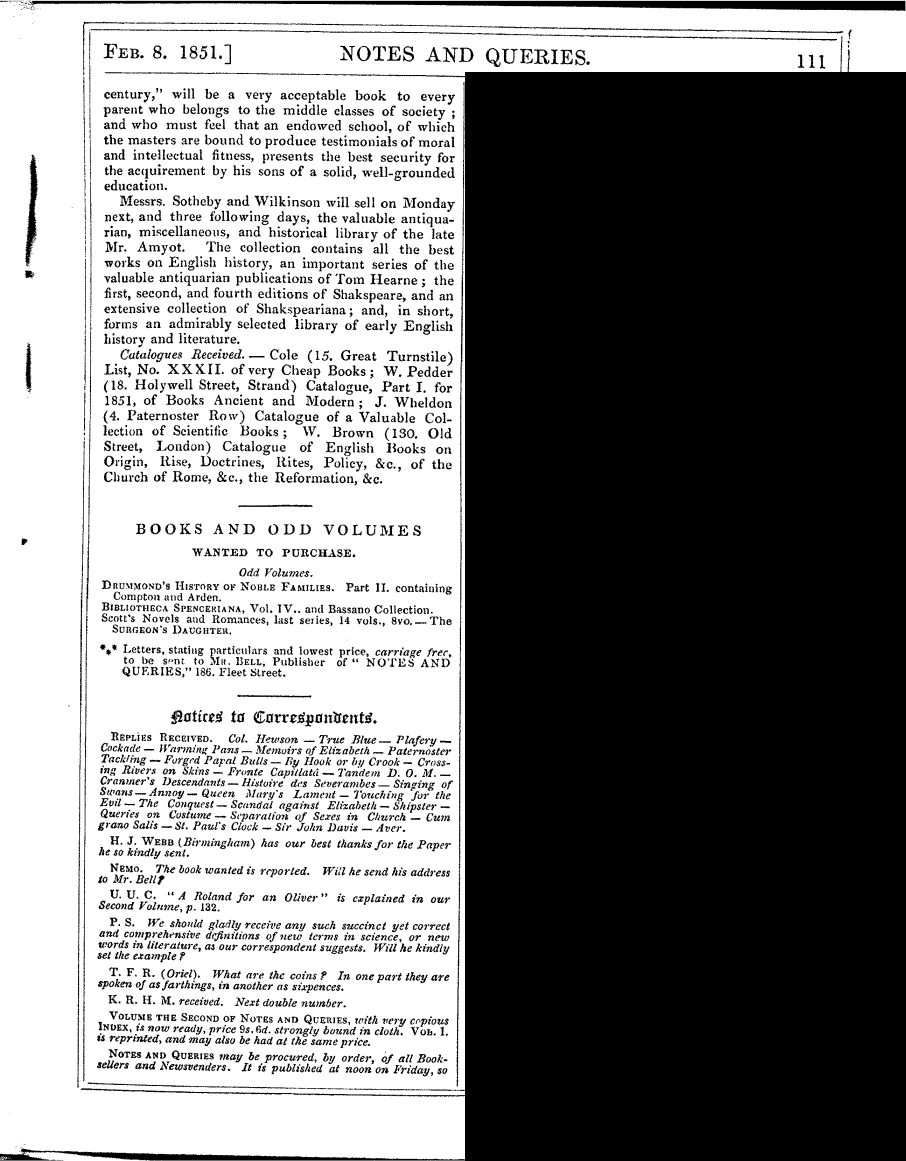 FEB. 8. 1851.] NOTES AND QUERIES. 111
century,” will be a very acceptable book to every
parent who belongs to the middle classes of society ;
and who must feel that an endowed school, of which
the masters are bound to produce testimonials of moral
and intellectual fitness, presents the best security for
the acquirement by his sons of a solid, well-grounded
education.
Messrs. Sotheby and Wilkinson will sell on Monday
next, and three following days, the valuable antiqua-
rian, miscellaneous, and historical library of the late
Mr. Amyot. The collection contains all the best
works on English history, an important series of the
valuable antiquarian publications of Tom Hearne ; the
first, second, and fourth editions of Shakspeare, and an
extensive collection of Shakspeariana ; and, in short,
forms an admirably selected library of early English
history and literature.
Catalogues Received. — Cole (15. Great Turnstile)
List, No. XXXII. of very Cheap Books ; W. Pedder
(18. Holywell Street, Strand) Catalogue, Part I. for
1851, of Books Ancient and Modern ; J. Wheldon
(4. Paternoster Row) Catalogue of a Valuable Col-
lection of Scientific Books ; W. Brown (130. Old
Street, London) Catalogue of English Books on
Origin, Rise, Doctrines, Rites, Policy, &c., of the
Church of Rome, &c., the Reformation, &c.
BOOKS AND ODD VOLUMES
WANTED TO PURCHASE.
Odd Volumes.
DRUMMOND'S HISTORY OF NOBLE FAMILIES. Part II. containing
Compton and Arden.
BIBLIOTHECA SPENCERIANA, Vol. IV.. and Bassano Collection.
Scott's Novels and Romances, last series, 14 vols., 8vo. — The
SURGEON'S DAUGHTER.
*** Letters, stating particulars and lowest price, carriage free,
to be sent to MR. BELL, Publisher of “ NOTES AND
QUERIES,” 186. Fleet Street.
Notices to Correspondents.
REPLIES RECEIVED. Col. Hewson — True Blue — Plafery —
Cockade — Warming Pans — Memoirs of Elizabeth — Paternoster
Tackling — Forged Papal Bulls — By Hook or by Crook — Cross-
ing Rivers on Skins — Fronte Capillatâ — Tandem D. O. M. —
Cranmer's Descendants — Histoire des Severambes — Singing of
Swans — Annoy — Queen Mary's Lament — Touching for the
Evil — The Conquest — Scandal against Elizabeth — Shipster —
Queries on Costume — Separation of Sexes in Church — Cum
grano Salis — St. Paul's Clock — Sir John Davis — Aver.
H. J. WEBB (Birmingham) has our best thanks for the Paper
he so kindly sent.
NEMO. The book wanted is reported. Will he send his address
to Mr. Bell?
U. U. C. “ A Roland for an Oliver ” is explained in our
Second Volume, p. 132.
P. S. We should gladly receive any such succinct yet correct
and comprehensive definitions of new terms in science, or new
words in literature, as our correspondent suggests. Will he kindly
set the example ?
T. F. R. (Oriel). What are the coins ? In one part they are
spoken of as farthings, in another as sixpences.
K. R. H. M. received. Next double number.
VOLUME THE SECOND OF NOTES AND QUERIES, with very copious
INDEX, is now ready, price 9s. 6d. strongly bound in cloth. VOL. I.
is reprinted, and may also be had at the same price.
NOTES AND QUERIES may be procured, by order, of all Book-
sellers and Newsvenders. It is published at noon on Friday, so